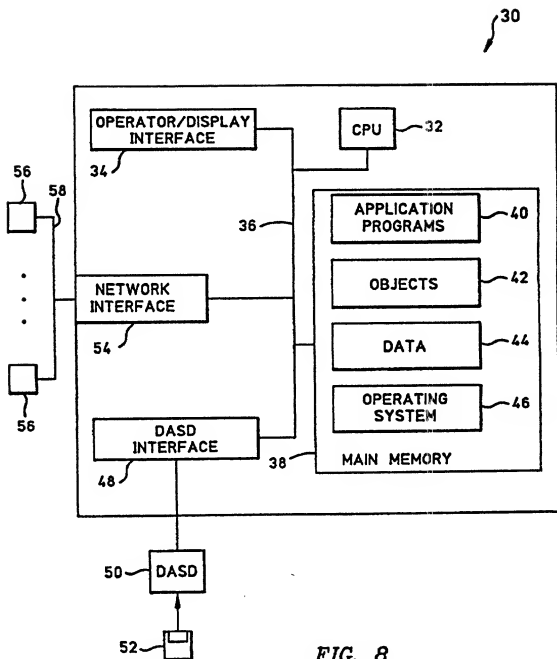 30
OPERATOR/DISPLAY
INTERFACE
34
CPU
32
56
58
36
APPLICATION
PROGRAMS
40
OBJECTS
42
NETWORK
INTERFACE
54
DATA
44
56
OPERATING
SYSTEM
46
DASD
INTERFACE
48
38
MAIN MEMORY
50
DASD
52
FIG. 8